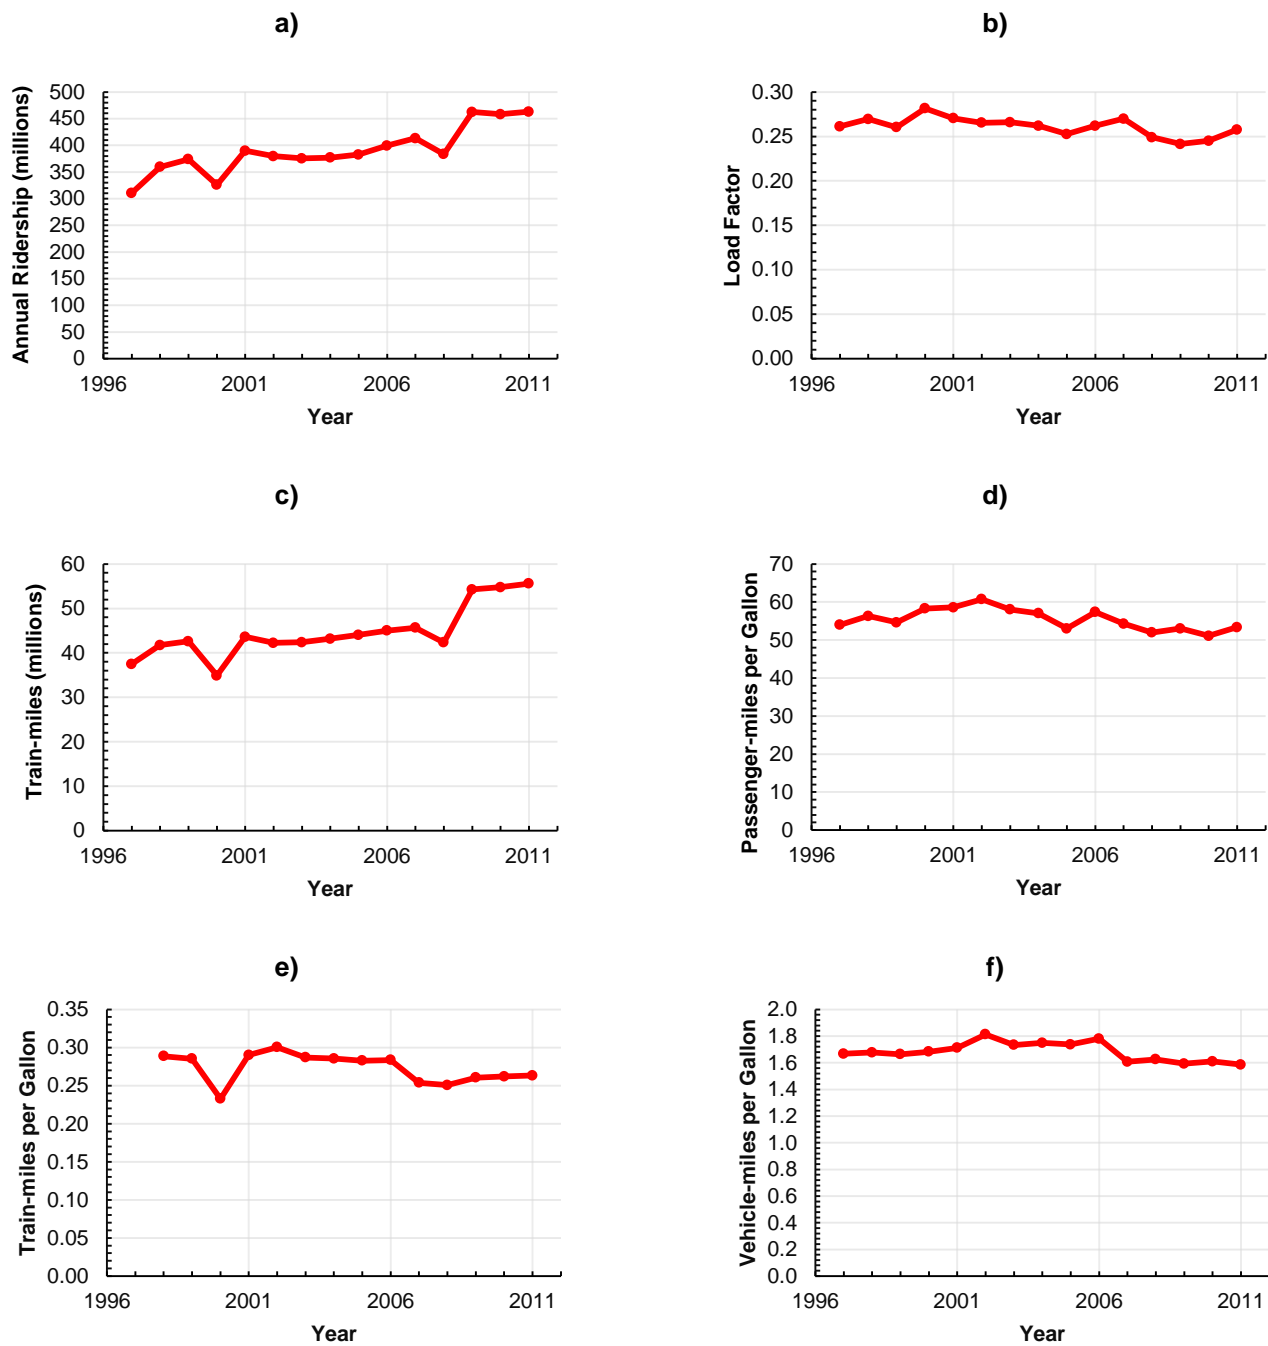 a)
Annual Ridership (millions)
500
450
400
350
300
250
200
150
100
50
0
1996 2001 2006 2011
Year
b)
Load Factor
0.30
0.25
0.20
0.15
0.10
0.05
0.00
1996 2001 2006 2011
Year
c)
Train-miles (millions)
60
50
40
30
20
10
0
1996 2001 2006 2011
Year
d)
Passenger-miles per Gallon
70
60
50
40
30
20
10
0
1996 2001 2006 2011
Year
e)
Train-miles per Gallon
0.35
0.30
0.25
0.20
0.15
0.10
0.05
0.00
1996 2001 2006 2011
Year
f)
Vehicle-miles per Gallon
2.0
1.8
1.6
1.4
1.2
1.0
0.8
0.6
0.4
0.2
0.0
1996 2001 2006 2011
Year